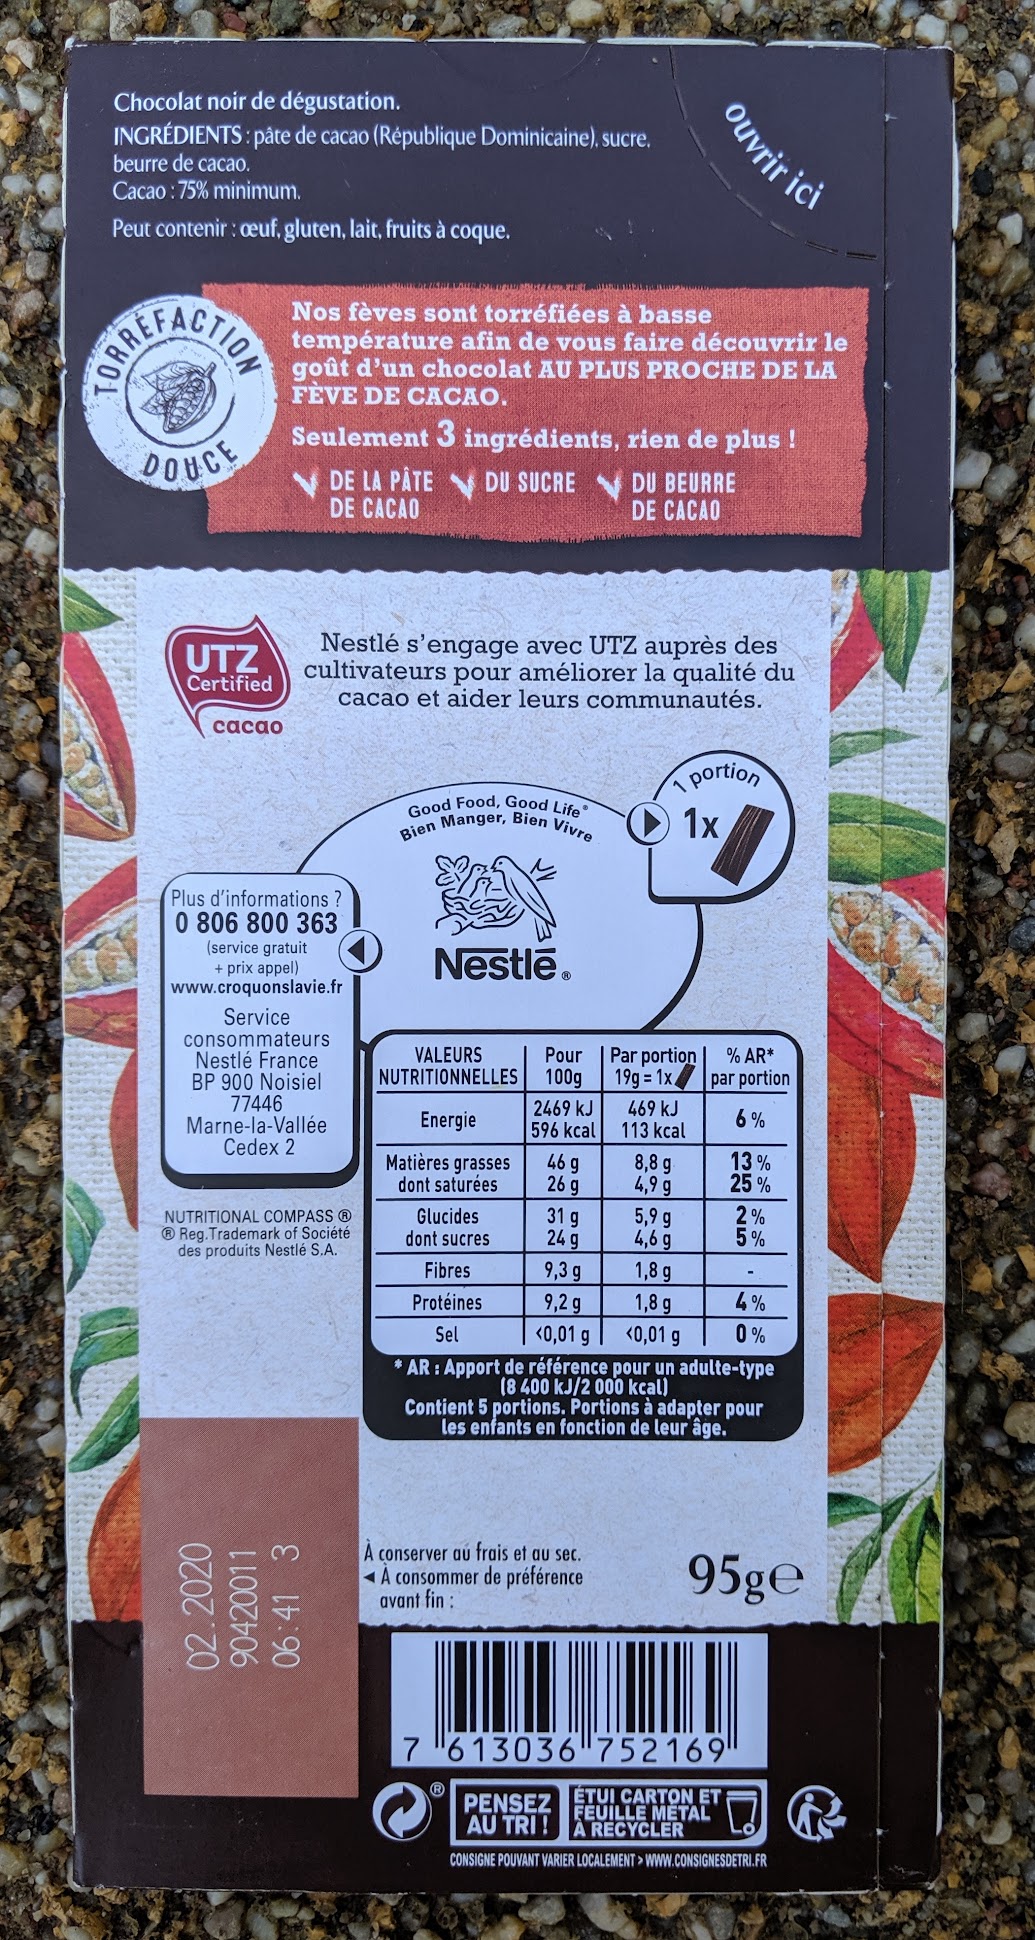 Chocolat noir de dégustation.
INGRÉDIENTS : pâte de cacao (République Dominicaine), sucre,
beurre de cacao.
Cacao : 75% minimum.
Peut contenir : œuf, gluten, lait, fruits à coque.
ouvrir ici
TORRÉFACTION
DOUCE
Nos fèves sont torréfiées à basse
température afin de vous faire découvrir le
goût d'un chocolat AU PLUS PROCHE DE LA
FÈVE DE CACAO.
Seulement 3 ingrédients, rien de plus !
DE LA PÂTE
DE CACAO
DU SUCRE
DU BEURRE
DE CACAO
UTZ
Certified
cacao
Nestlé s'engage avec UTZ auprès des
cultivateurs pour améliorer la qualité du
cacao et aider leurs communautés.
1 portion
1x
Good Food, Good Life®
Bien Manger, Bien Vivre
Nestlé®
Plus d'informations ?
0 806 800 363
(service gratuit
+ prix appel)
www.croquonslavie.fr
Service
consommateurs
Nestlé France
BP 900 Noisiel
77446
Marne-la-Vallée
Cedex 2
NUTRITIONAL COMPASS ®
® Reg.Trademark of Société
des produits Nestlé S.A.
VALEURS NUTRITIONNELLES Pour 100g Par portion 19g = 1x % AR* par portion
Energie 2469 kJ 469 kJ 6 %
596 kcal 113 kcal
Matières grasses 46 g 8,8 g 13 %
dont saturées 26 g 4,9 g 25 %
Glucides 31 g 5,9 g 2 %
dont sucres 24 g 4,6 g 5 %
Fibres 9,3 g 1,8 g -
Protéines 9,2 g 1,8 g 4 %
Sel <0,01 g <0,01 g 0 %
* AR : Apport de référence pour un adulte-type
(8 400 kJ/2 000 kcal)
Contient 5 portions. Portions à adapter pour
les enfants en fonction de leur âge.
02.2020
90420011
06:41 3
À conserver au frais et au sec.
◂ À consommer de préférence
avant fin :
95g℮
7 613036 752169
®
PENSEZ
AU TRI !
ÉTUI CARTON ET
FEUILLE MÉTAL
À RECYCLER
CONSIGNE POUVANT VARIER LOCALEMENT > WWW.CONSIGNESDETRI.FR